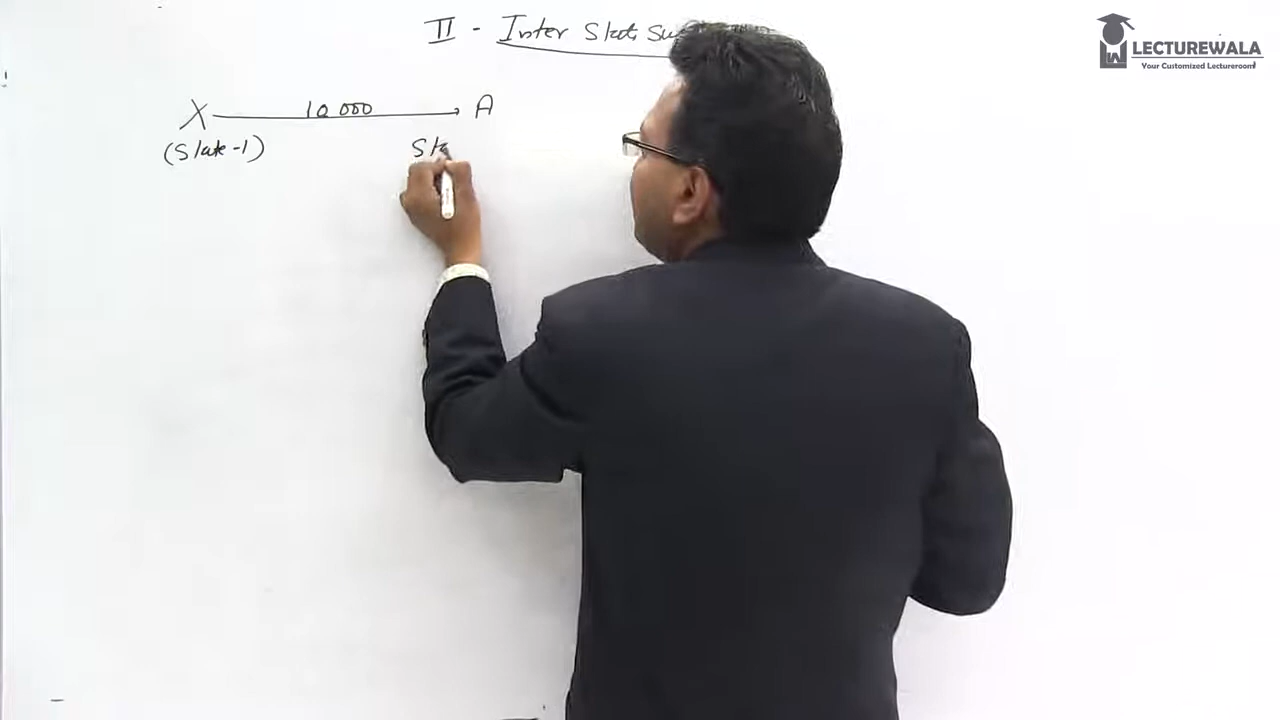 II - Inter State Su
LECTUREWALA
Your Customized Lectureroom
X 10,000 A
(State-1) Sta